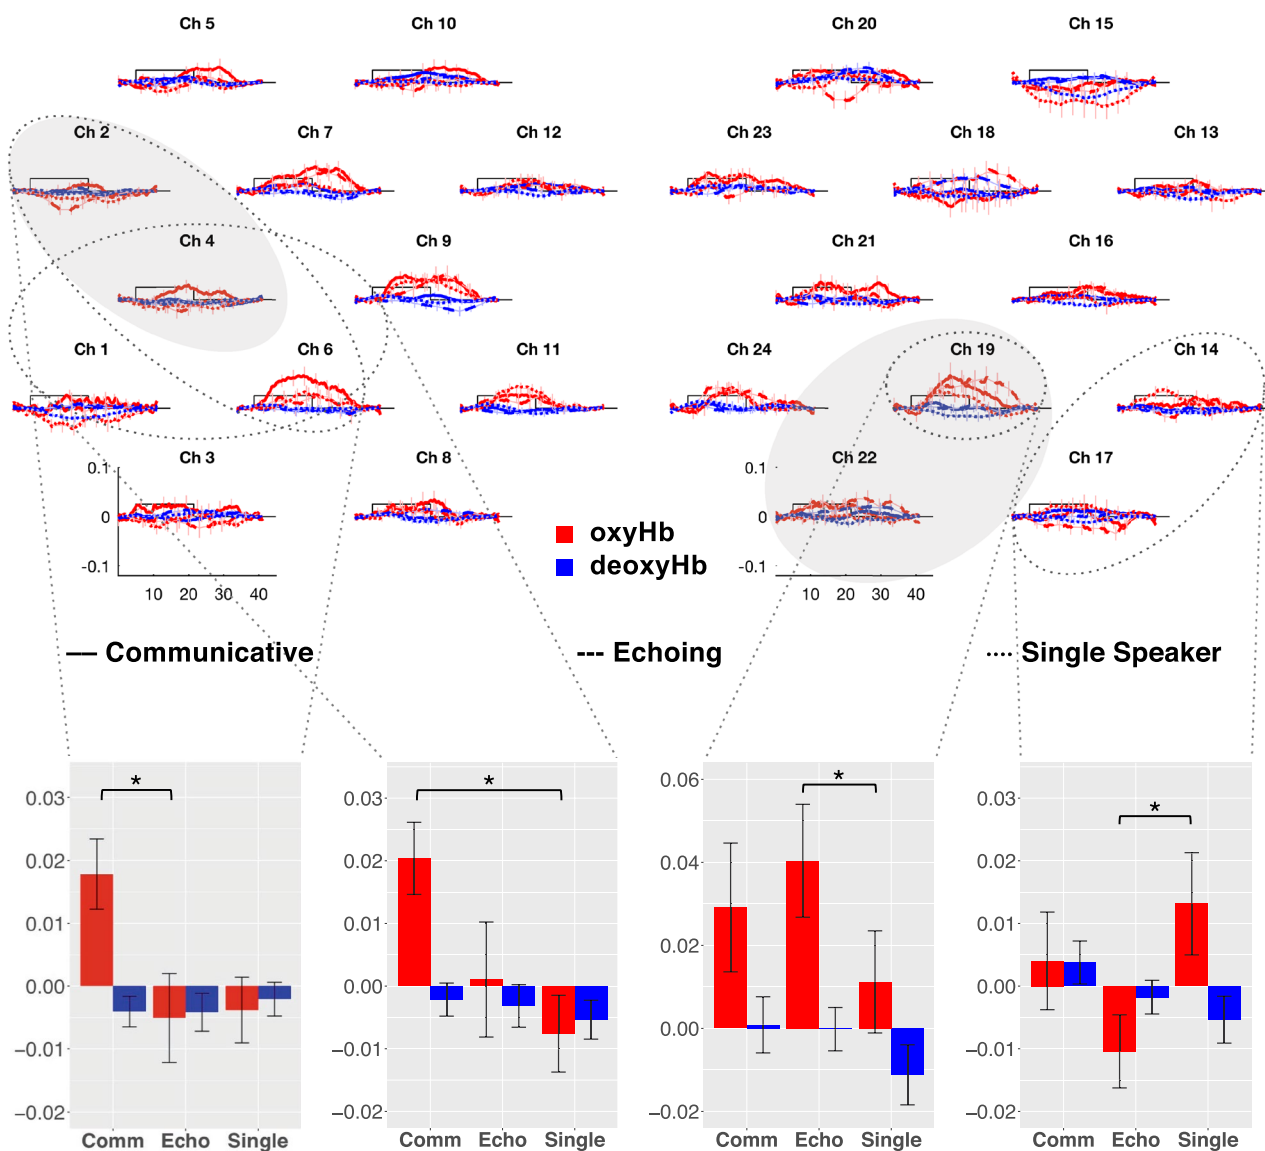 Ch 5 Ch 10 Ch 20 Ch 15
Ch 2 Ch 7 Ch 12 Ch 23 Ch 18 Ch 13
Ch 4 Ch 9 Ch 21 Ch 16
Ch 1 Ch 6 Ch 11 Ch 24 Ch 19 Ch 14
Ch 3 Ch 8 Ch 22 Ch 17
0.1 0.1
0 0
-0.1 -0.1
10 20 30 40 10 20 30 40
oxyHb
deoxyHb
— Communicative --- Echoing .... Single Speaker
* * * *
0.03 0.03 0.06 0.03
0.02 0.02 0.04 0.02
0.01 0.01 0.02 0.01
0.00 0.00 0.00 0.00
−0.01 −0.01 −0.02 −0.01
−0.02 −0.02 −0.02
Comm Echo Single Comm Echo Single Comm Echo Single Comm Echo Single